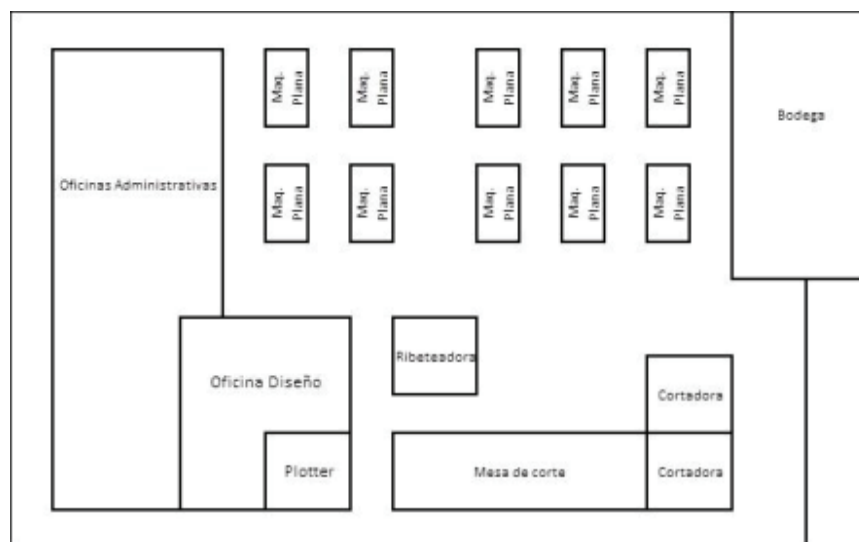 Maq.
Plana
Maq.
Plana
Maq.
Plana
Maq.
Plana
Maq.
Plana
Bodega
Oficinas Administrativas
Maq.
Plana
Maq.
Plana
Maq.
Plana
Maq.
Plana
Maq.
Plana
Ribeteadora
Oficina Diseño
Cortadora
Plotter
Mesa de corte
Cortadora